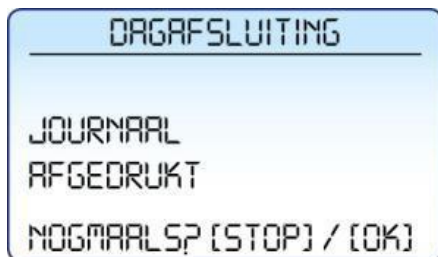 DAGAFSLUITING
JOURNAAL
AFGEDRUKT
NOGMAALS? [STOP] / [OK]